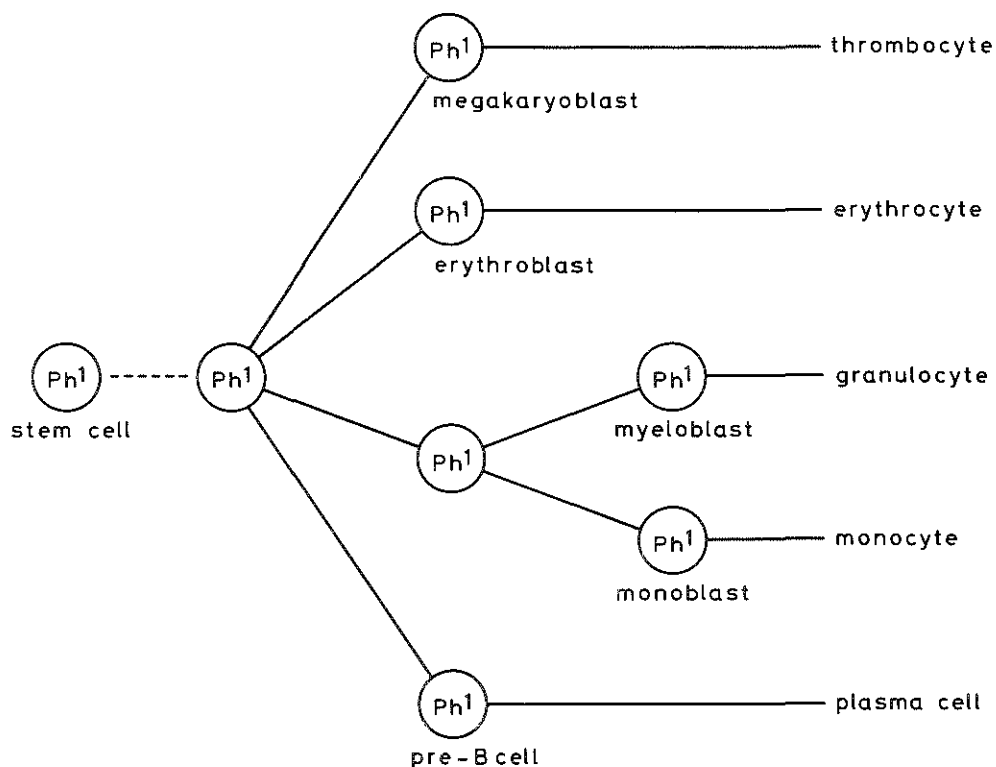 Ph¹ thrombocyte
megakaryoblast
Ph¹ erythrocyte
erythroblast
Ph¹ Ph¹ Ph¹ granulocyte
stem cell myeloblast
Ph¹
Ph¹ monocyte
monoblast
Ph¹ plasma cell
pre-B cell